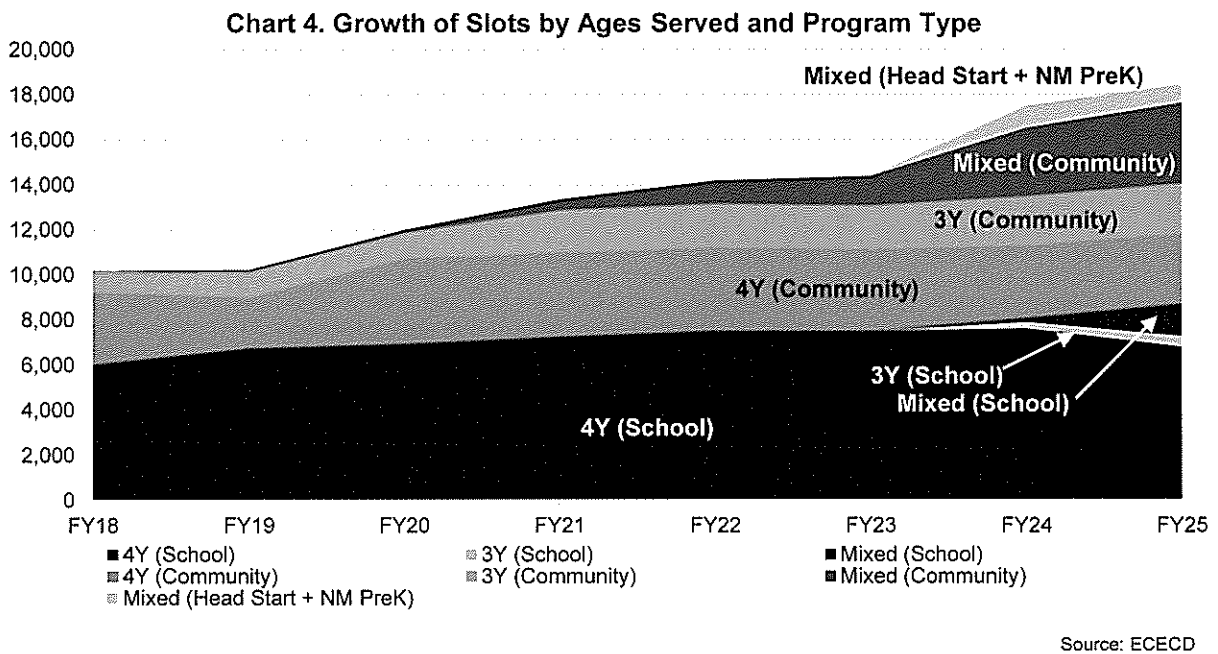 Chart 4. Growth of Slots by Ages Served and Program Type
20,000
18,000
16,000
14,000
12,000
10,000
8,000
6,000
4,000
2,000
0
Mixed (Head Start + NM PreK)
Mixed (Community)
3Y (Community)
4Y (Community)
3Y (School)
Mixed (School)
4Y (School)
FY18 FY19 FY20 FY21 FY22 FY23 FY24 FY25
4Y (School) 3Y (School) Mixed (School)
4Y (Community) 3Y (Community) Mixed (Community)
Mixed (Head Start + NM PreK)
Source: ECECD